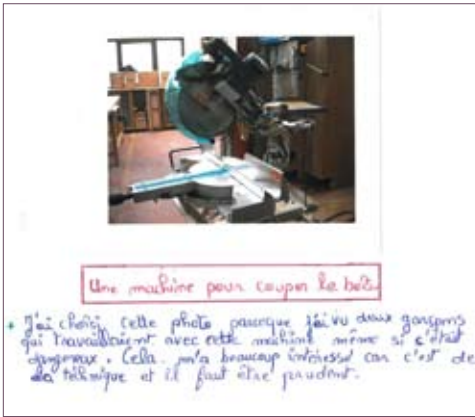 Une machine pour couper le bois.
* J'ai choisi cette photo parceque j'ai vu deux garçons
qui travaillaient avec cette machine même si c'était
dangereux. Cela m'a beaucoup intéressé car c'est de
la téhnique et il faut être prudent.